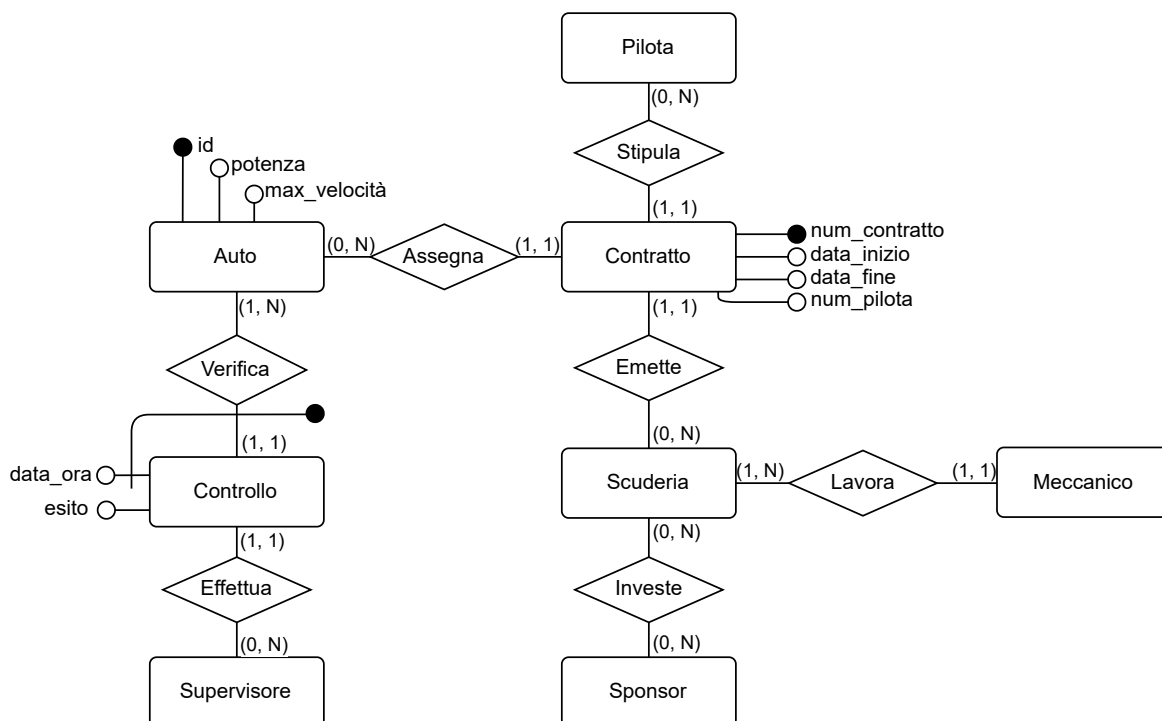 Pilota
(0, N)
Stipula
(1, 1)
id
potenza
max_velocità
Auto
(0, N)
Assegna
(1, 1)
Contratto
num_contratto
data_inizio
data_fine
num_pilota
(1, N)
(1, 1)
Verifica
Emette
(1, 1)
(0, N)
data_ora
esito
Controllo
Scuderia
(1, N)
Lavora
(1, 1)
Meccanico
(1, 1)
(0, N)
Effettua
Investe
(0, N)
(0, N)
Supervisore
Sponsor